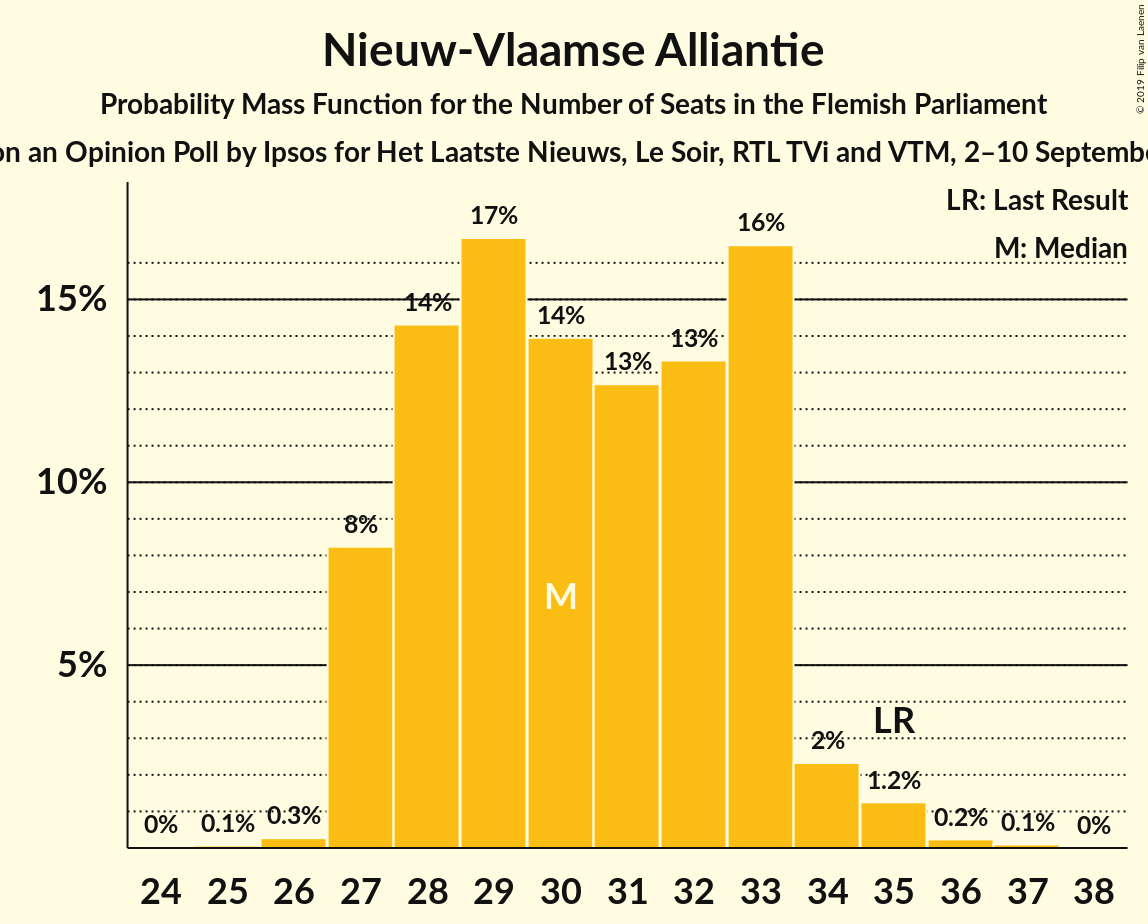 Nieuw-Vlaamse Alliantie
Probability Mass Function for the Number of Seats in the Flemish Parliament
on an Opinion Poll by Ipsos for Het Laatste Nieuws, Le Soir, RTL TVi and VTM, 2–10
© 2019 Filip van Laenen
LR: Last Result
M: Median
17%
16%
15%
14%
14%
13%
13%
10%
8%
M
5%
LR
2%
1.2%
0%
0.1%
0.3%
0.2%
0.1%
0%
24 25 26 27 28 29 30 31 32 33 34 35 36 37 38